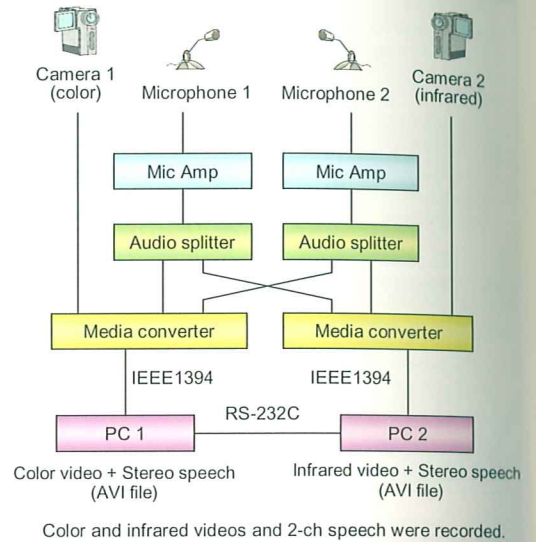 Camera 1
(color)
Microphone 1
Microphone 2
Camera 2
(infrared)
Mic Amp
Mic Amp
Audio splitter
Audio splitter
Media converter
Media converter
IEEE1394
IEEE1394
RS-232C
PC 1
PC 2
Color video + Stereo speech
(AVI file)
Infrared video + Stereo speech
(AVI file)
Color and infrared videos and 2-ch speech were recorded.